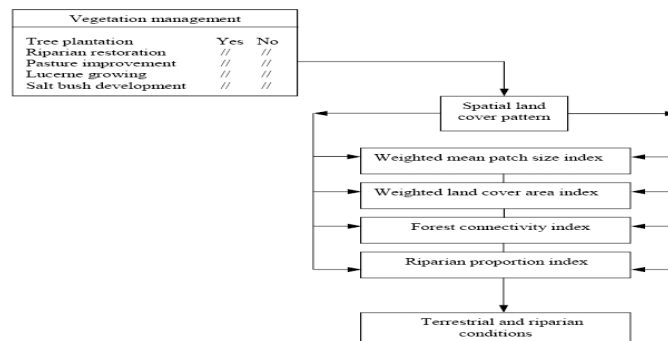 Vegetation management
Tree plantation Yes No
Riparian restoration // //
Pasture improvement // //
Lucerne growing // //
Salt bush development // //
Spatial land
cover pattern
Weighted mean patch size index
Weighted land cover area index
Forest connectivity index
Riparian proportion index
Terrestrial and riparian
conditions